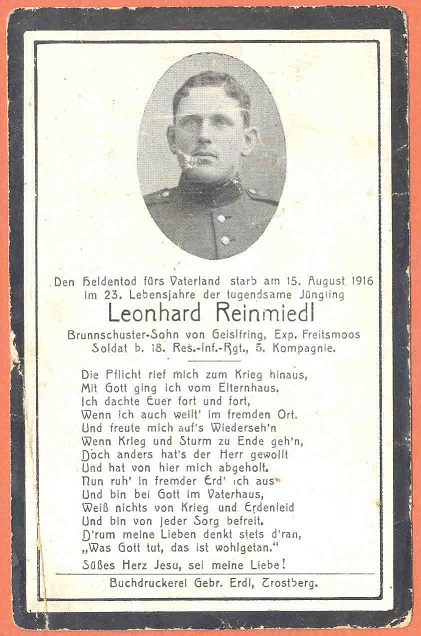 Den Heldentod fürs Vaterland starb am 15. August 1916
im 23. Lebensjahre der tugendsame Jüngling
Leonhard Reinmiedl
Brunnschuster-Sohn von Geislfring, Exp. Freitsmoos
Soldat b. 18. Res.-Inf.-Rgt., 5. Kompagnie.
Die Pflicht rief mich zum Krieg hinaus,
Mit Gott ging ich vom Elternhaus.
Ich dachte Euer fort und fort,
Wenn ich auch weilt' im fremden Ort.
Und freute mich auf's Wiederseh'n
Wenn Krieg und Sturm zu Ende geh'n,
Doch anders hat's der Herr gewollt
Und hat von hier mich abgeholt.
Nun ruh' in fremder Erd' ich aus
Und bin bei Gott im Vaterhaus,
Weiß nichts von Krieg und Erdenleid
Und bin von jeder Sorg befreit.
D'rum meine Lieben denkt stets d'ran,
„Was Gott tut, das ist wohlgetan."
Süßes Herz Jesu, sei meine Liebe!
Buchdruckerei Gebr. Erdl, Trostberg.